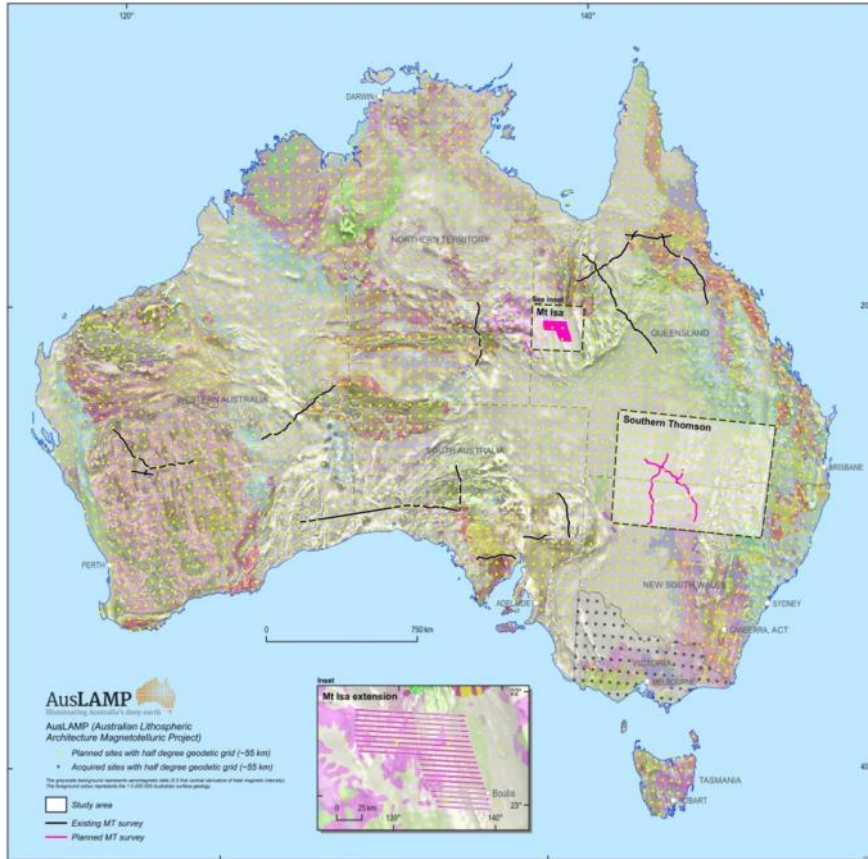 120°
140°
DARWIN
NORTHERN TERRITORY
See inset
Mt Isa
20°
QUEENSLAND
WESTERN AUSTRALIA
Southern Thomson
SOUTH AUSTRALIA
BRISBANE
PERTH
NEW SOUTH WALES
ADELAIDE
SYDNEY
0 750 km
CANBERRA, ACT
VICTORIA
MELBOURNE
Inset
Mt Isa extension
22°
AusLAMP
Illuminating Australia's deep earth
AusLAMP (Australian Lithospheric
Architecture Magnetotelluric Project)
Planned sites with half degree geodetic grid (~55 km)
Acquired sites with half degree geodetic grid (~55 km)
40°
TASMANIA
Boulia
HOBART
Study area
0 25 km
23°
139°
140°
Existing MT survey
Planned MT survey